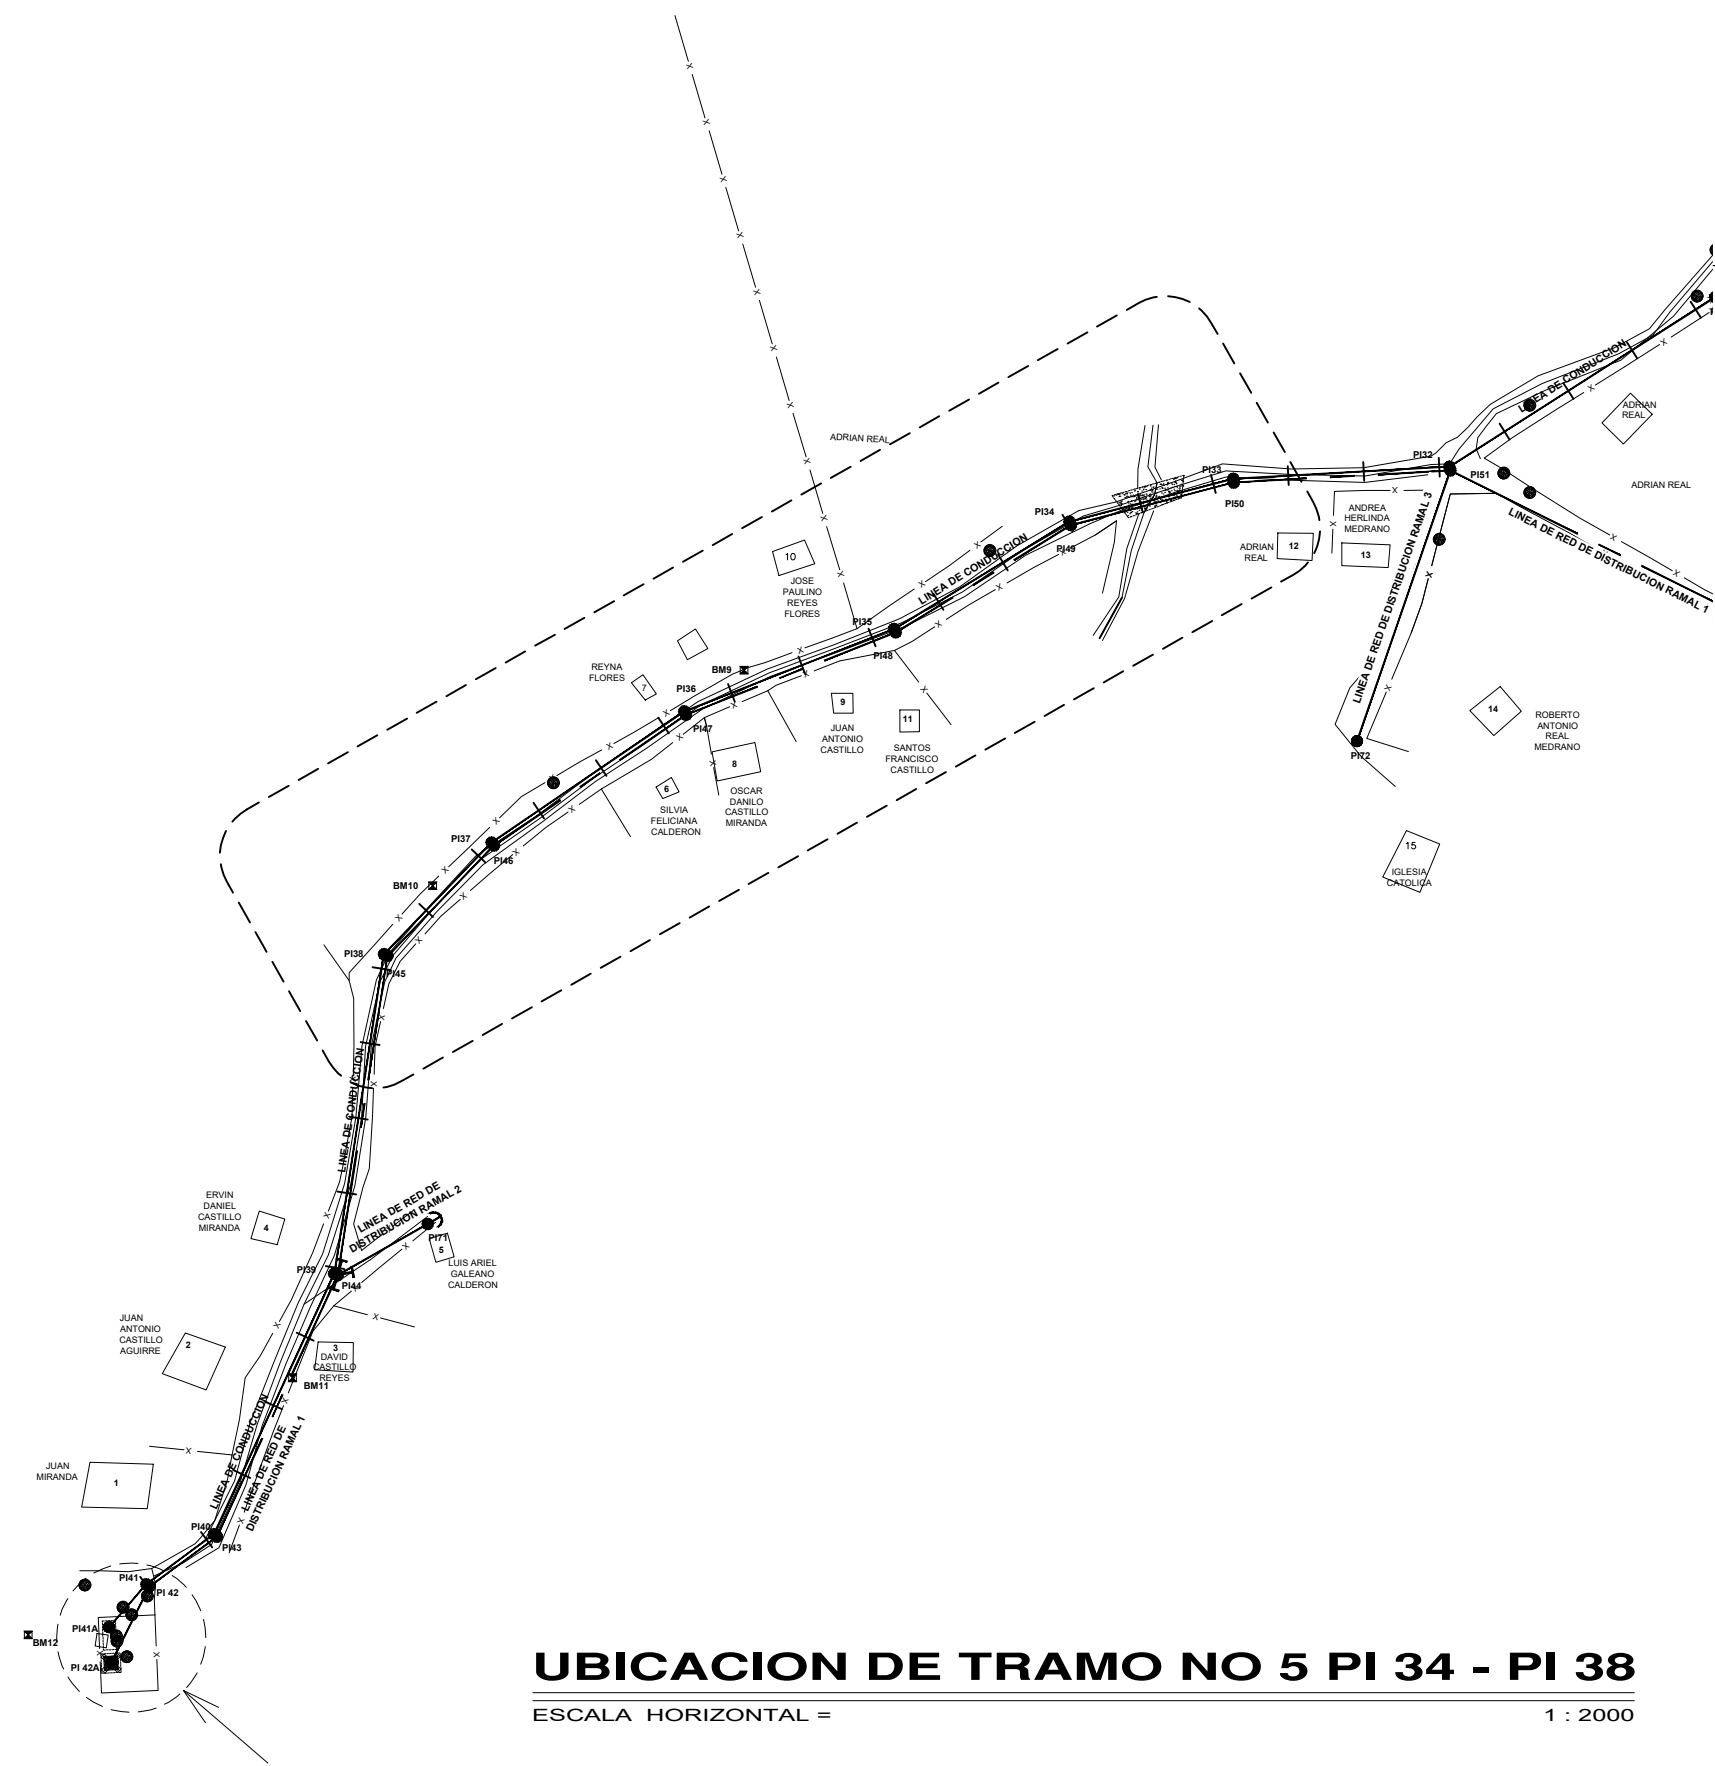 ADRIAN REAL
LINEA DE CONDUCCION
ADRIAN
REAL
ADRIAN REAL
PI32
PI51
PI33
PI50
PI34
PI49
ANDREA
HERLINDA
MEDRANO
13
12
ADRIAN
REAL
LINEA DE RED DE DISTRIBUCION RAMAL 3
LINEA DE RED DE DISTRIBUCION RAMAL 1
LINEA DE CONDUCCION
10
JOSE
PAULINO
REYES
FLORES
PI35
PI48
REYNA
FLORES
7
BM9
PI36
PI47
9
JUAN
ANTONIO
CASTILLO
11
SANTOS
FRANCISCO
CASTILLO
14
ROBERTO
ANTONIO
REAL
MEDRANO
PI72
8
OSCAR
DANILO
CASTILLO
MIRANDA
6
SILVIA
FELICIANA
CALDERON
PI37
PI46
BM10
15
IGLESIA
CATOLICA
PI38
PI45
LINEA DE CONDUCCION
ERVIN
DANIEL
CASTILLO
MIRANDA
4
LINEA DE RED DE
DISTRIBUCION RAMAL 2
PI71
5
LUIS ARIEL
GALEANO
CALDERON
PI39
PI44
JUAN
ANTONIO
CASTILLO
AGUIRRE
2
3
DAVID
CASTILLO
REYES
BM11
LINEA DE CONDUCCION
LINEA DE RED DE
DISTRIBUCION RAMAL 1
JUAN
MIRANDA
1
PI40
PI43
PI41
PI 42
PI41A
BM12
PI 42A
UBICACION DE TRAMO NO 5 PI 34 - PI 38
ESCALA HORIZONTAL = 1 : 2000